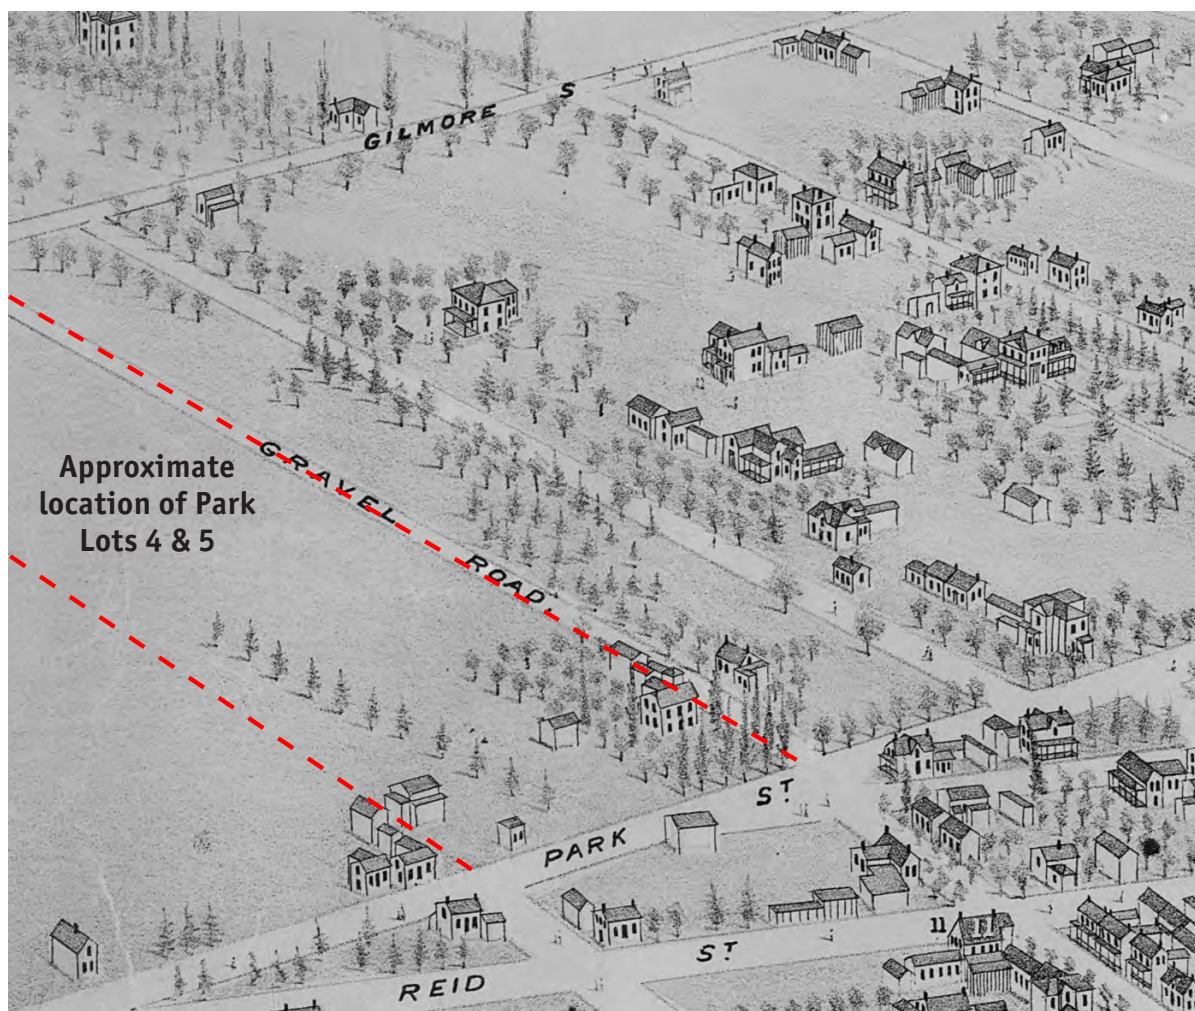 GILMORE S
GRAVEL ROAD.
Approximate
location of Park
Lots 4 & 5
PARK ST
11
REID ST